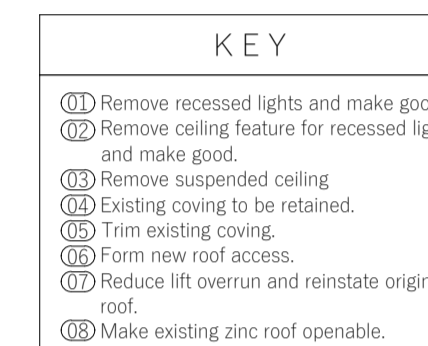 KEY
01 Remove recessed lights and make goo
02 Remove ceiling feature for recessed lig
and make good.
03 Remove suspended ceiling
04 Existing coving to be retained.
05 Trim existing coving.
06 Form new roof access.
07 Reduce lift overrun and reinstate origin
roof.
08 Make existing zinc roof openable.